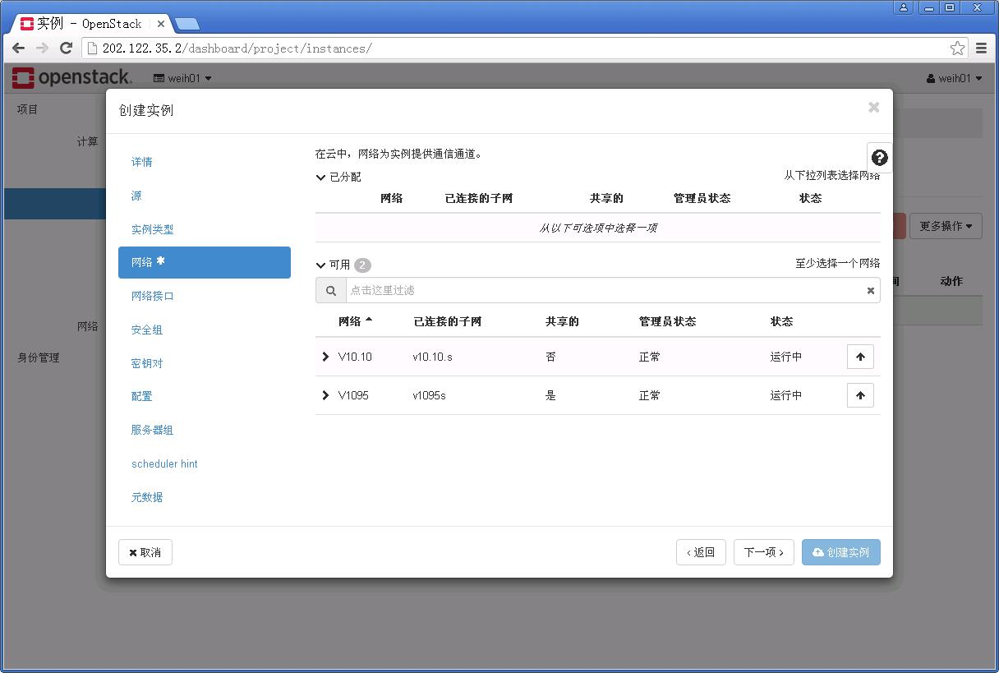 实例 - OpenStack
202.122.35.2/dashboard/project/instances/
openstack. weih01 weih01
项目
计算
网络
身份管理
更多操作
间 动作
创建实例
详情
源
实例类型
网络 *
网络接口
安全组
密钥对
配置
服务器组
scheduler hint
元数据
在云中，网络为实例提供通信通道。
已分配 从下拉列表选择网络
网络 已连接的子网 共享的 管理员状态 状态
从以下可选项中选择一项
可用 2 至少选择一个网络
点击这里过滤
网络 已连接的子网 共享的 管理员状态 状态
V10.10 v10.10.s 否 正常 运行中
V1095 v1095s 是 正常 运行中
取消 ‹ 返回 下一项 › 创建实例